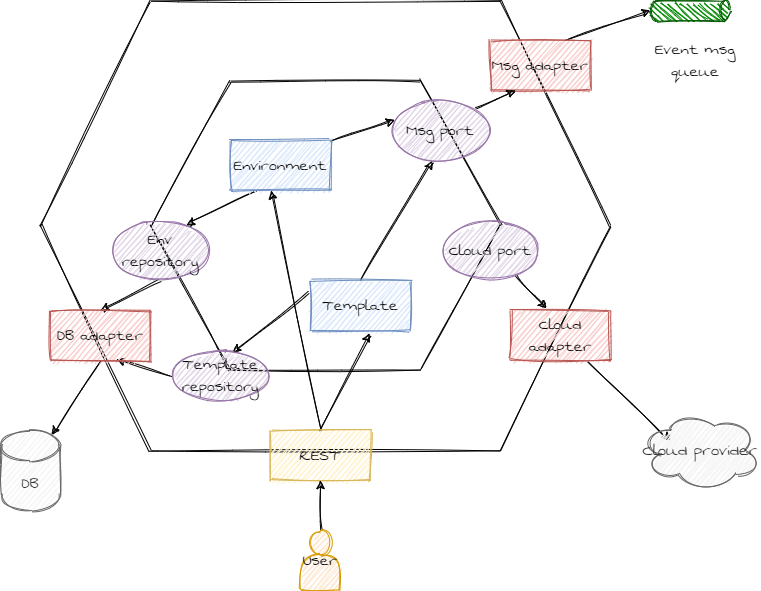 Event msg
queue
Msg adapter
Msg port
Environment
Env
repository
Cloud port
Template
DB adapter
Cloud
adapter
Template
repository
REST
Cloud provider
DB
User